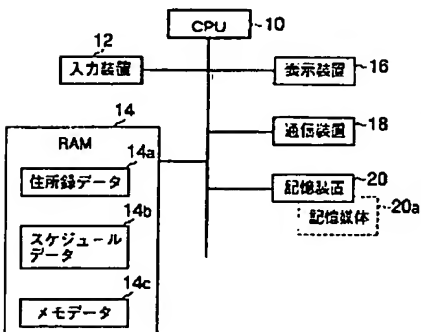 CPU
10
12
入力装置
表示装置
16
14
RAM
14a
住所録データ
14b
スケジュール
データ
14c
メモデータ
通信装置
18
記憶装置
20
記憶媒体
20a